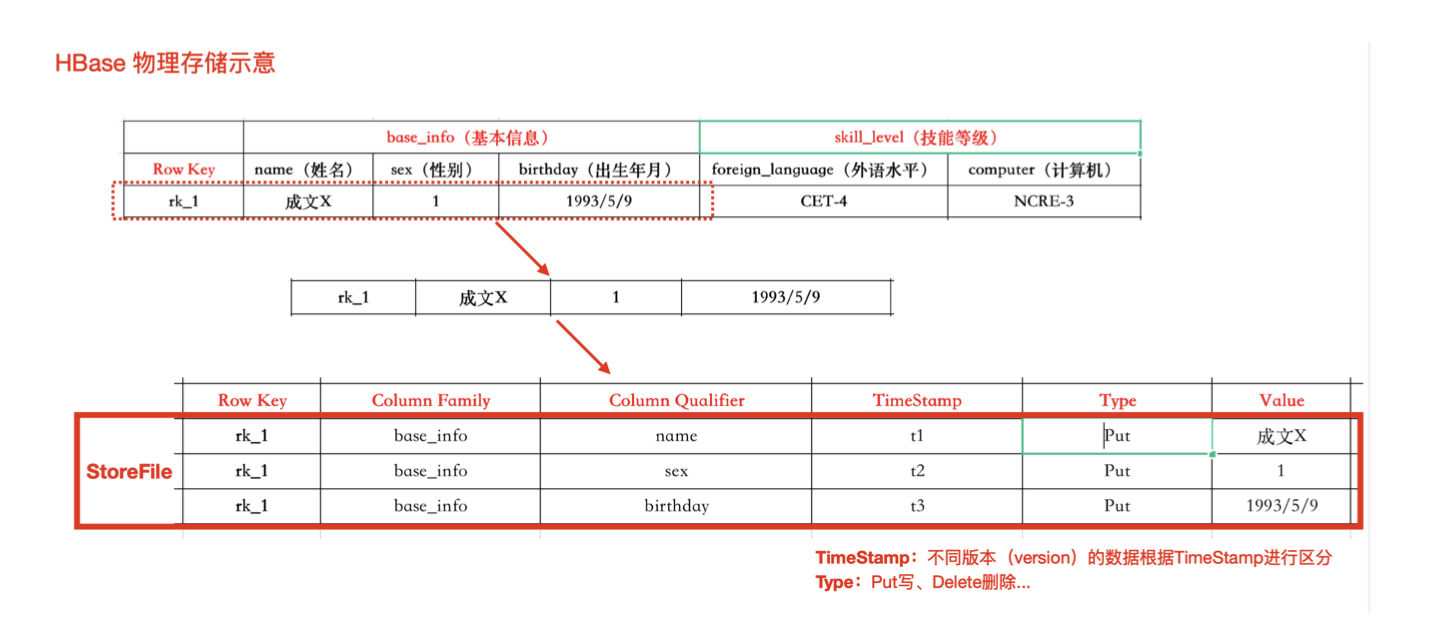 HBase 物理存储示意
base_info（基本信息） skill_level（技能等级）
Row Key name（姓名） sex（性别） birthday（出生年月） foreign_language（外语水平） computer（计算机）
rk_1 成文X 1 1993/5/9 CET-4 NCRE-3
rk_1 成文X 1 1993/5/9
Row Key Column Family Column Qualifier TimeStamp Type Value
rk_1 base_info name t1 Put 成文X
StoreFile rk_1 base_info sex t2 Put 1
rk_1 base_info birthday t3 Put 1993/5/9
TimeStamp：不同版本（version）的数据根据TimeStamp进行区分
Type：Put写、Delete删除...